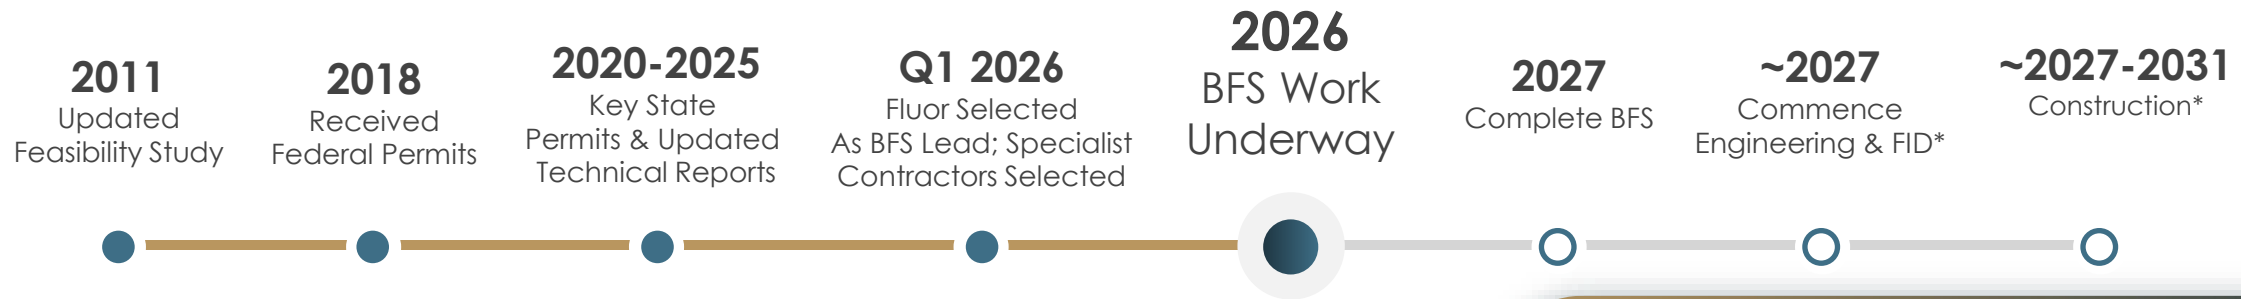 2011
Updated
Feasibility Study
2018
Received
Federal Permits
2020-2025
Key State
Permits & Updated
Technical Reports
Q1 2026
Fluor Selected
As BFS Lead; Specialist
Contractors Selected
2026
BFS Work
Underway
2027
Complete BFS
~2027
Commence
Engineering & FID*
~2027-2031
Construction*